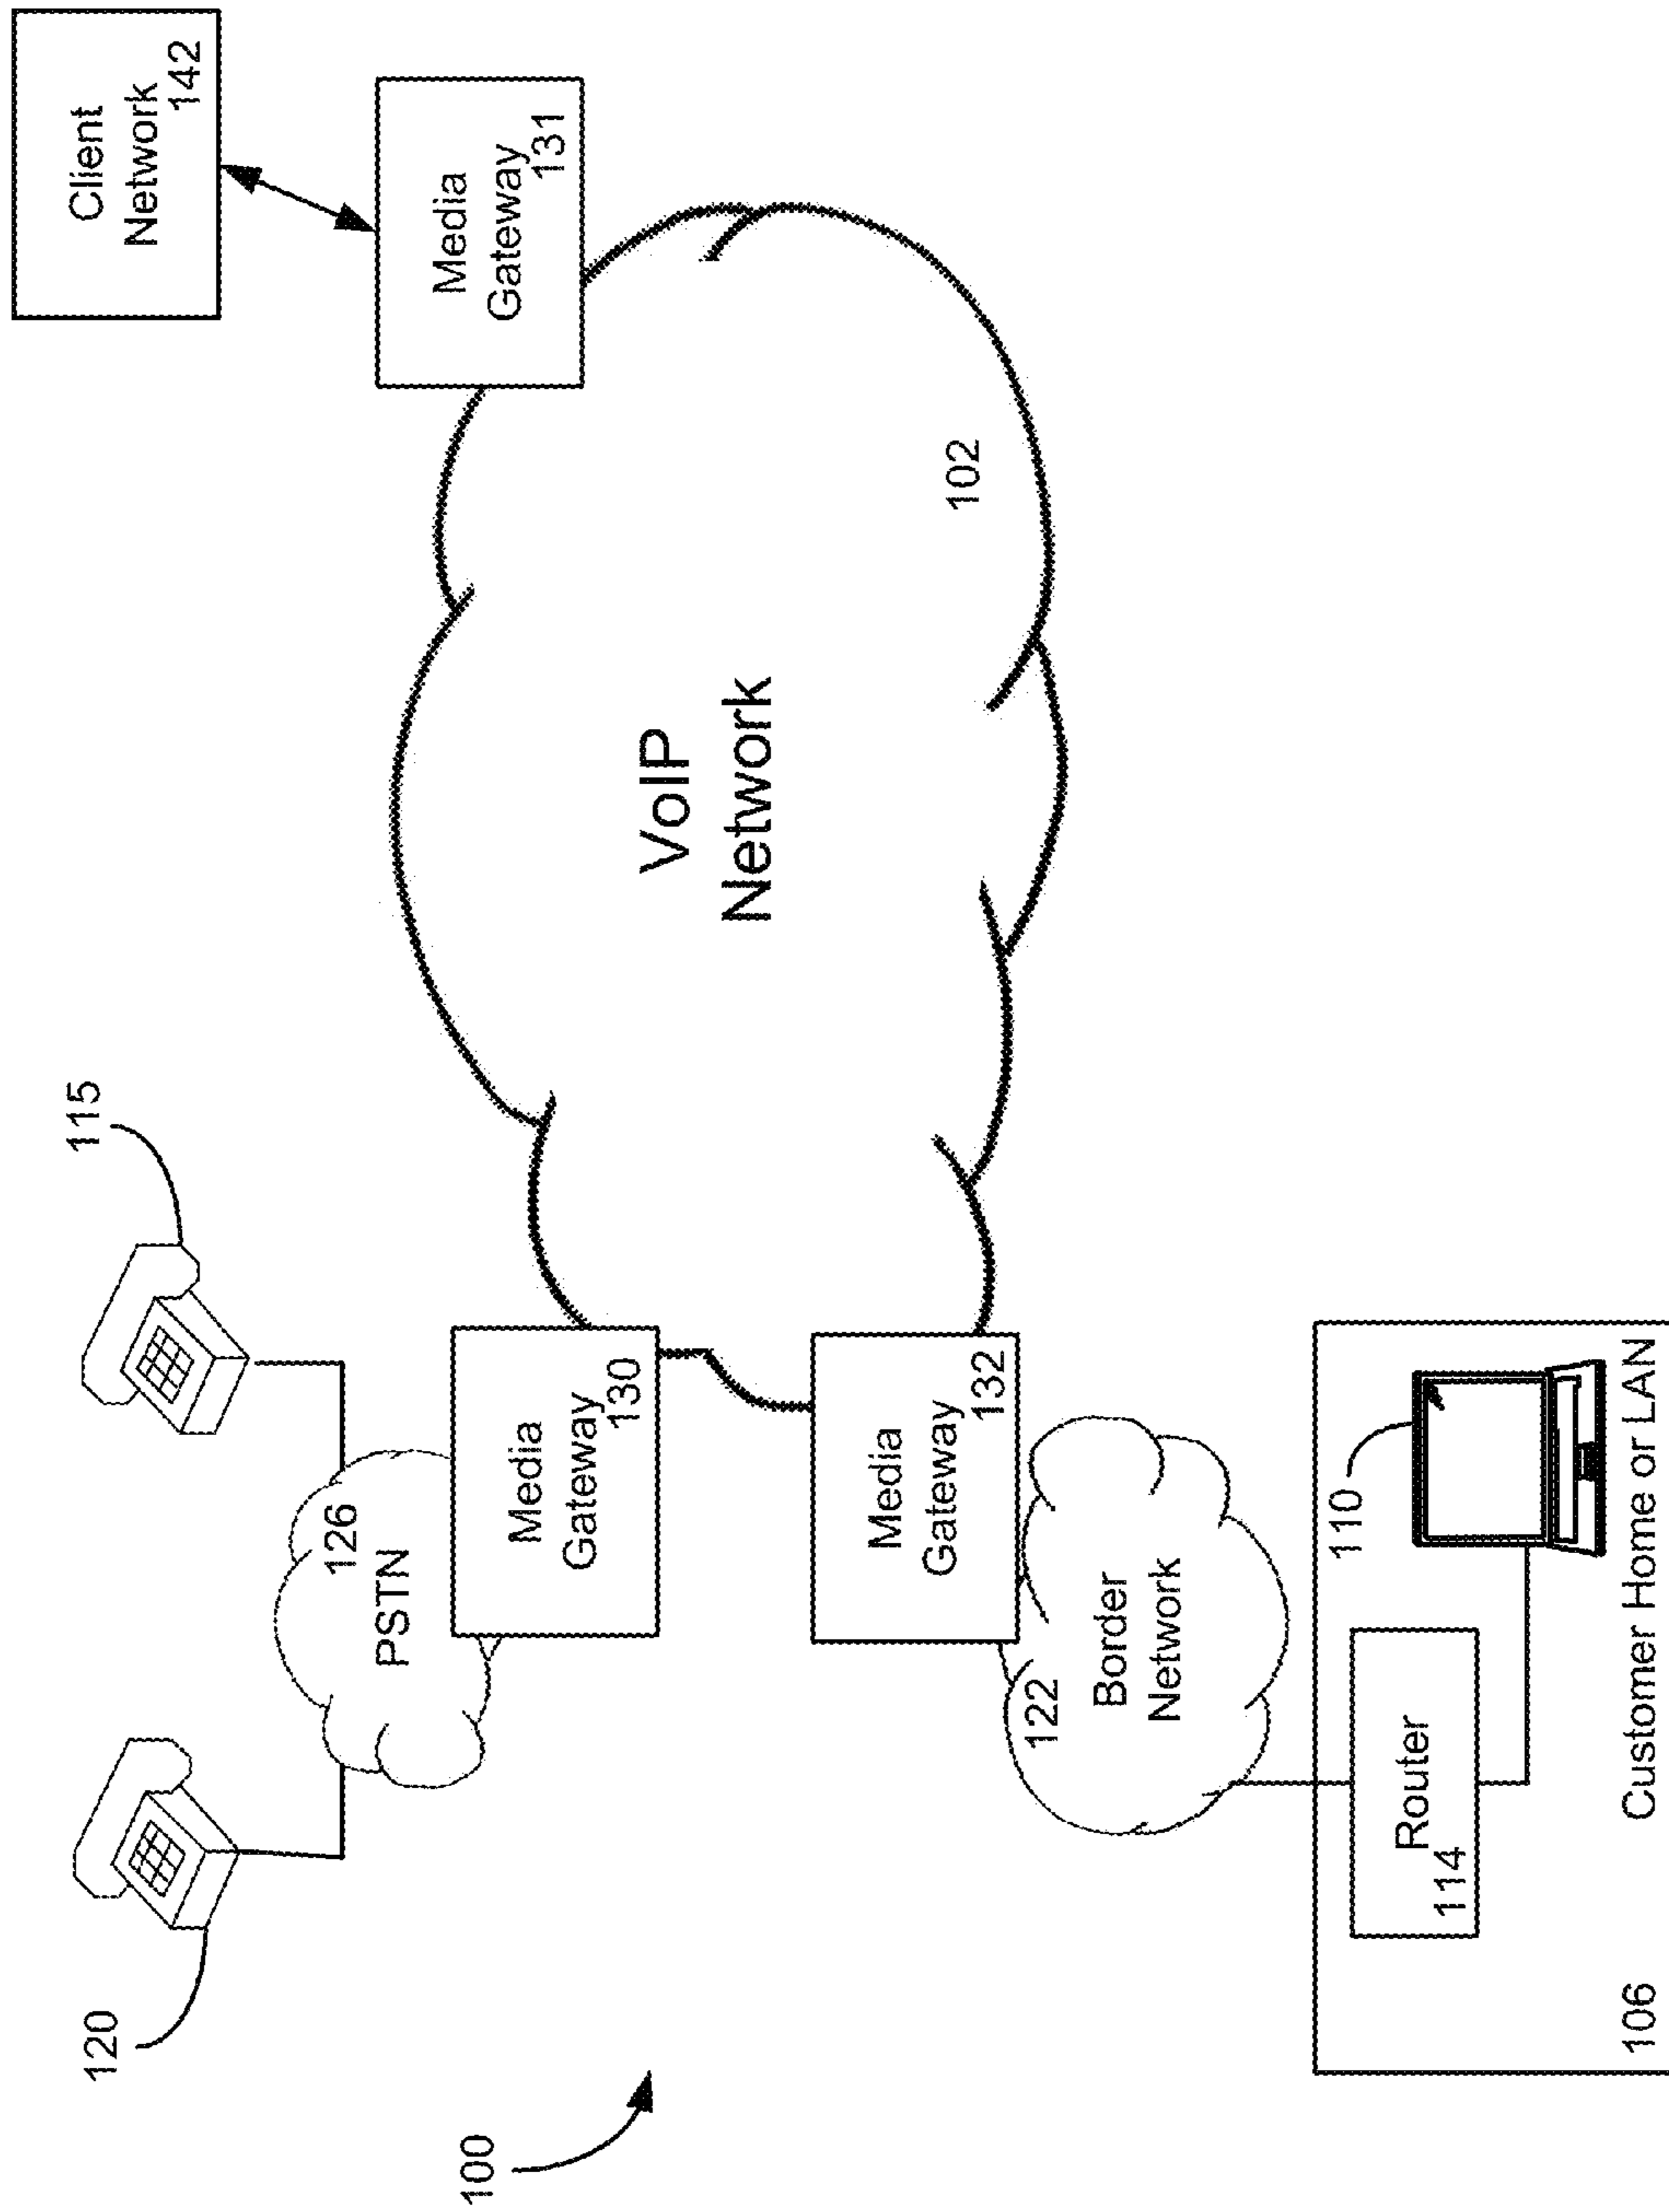 120
115
100
126
PSTN
Media
Gateway
130
Client
Network
142
Media
Gateway
131
VoIP
Network
102
Media
Gateway
132
122
Border
Network
Router
114
110
106
Customer Home or LAN